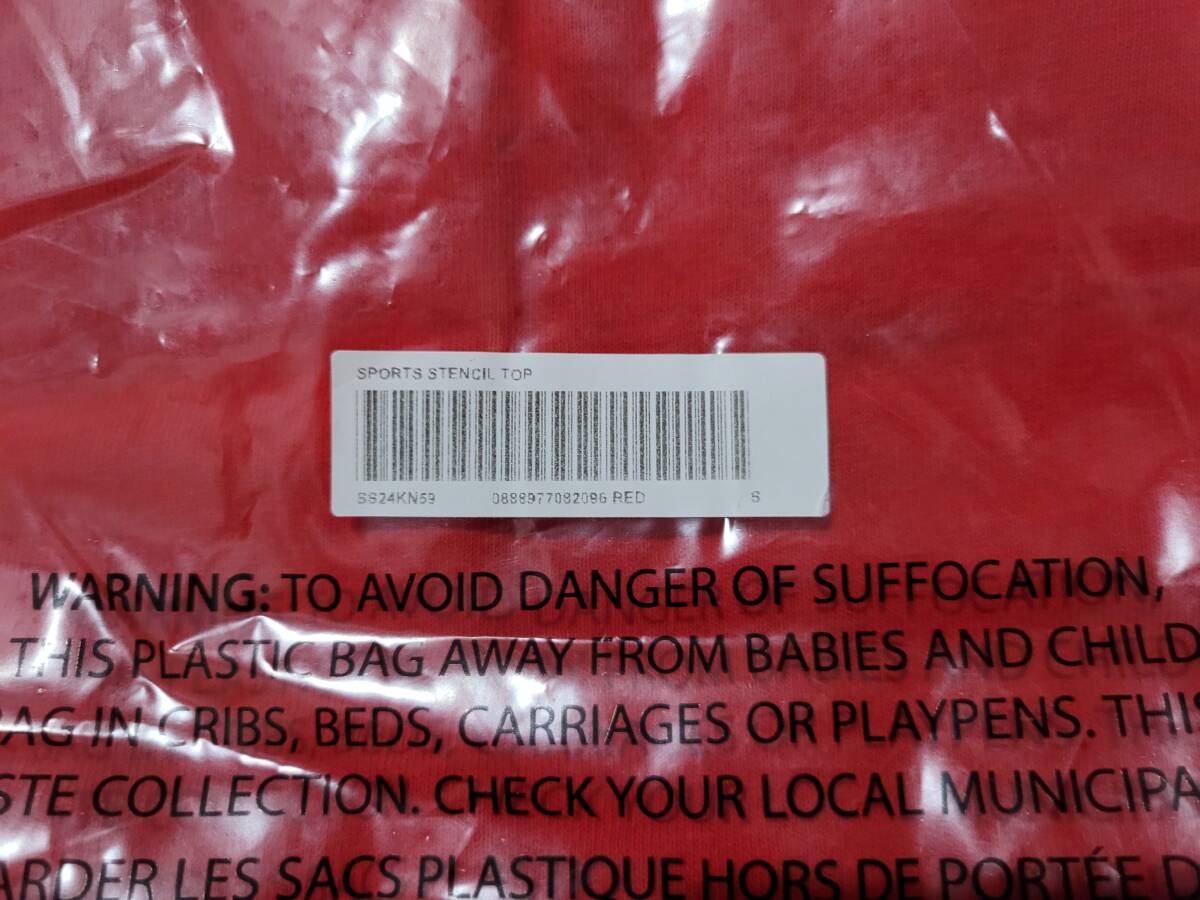 SPORTS STENCIL TOP
SS24KN59 0888977082096 RED S
WARNING: TO AVOID DANGER OF SUFFOCATION,
THIS PLASTIC BAG AWAY FROM BABIES AND CHILD
AG IN CRIBS, BEDS, CARRIAGES OR PLAYPENS. THIS
STE COLLECTION. CHECK YOUR LOCAL MUNICIPA
ARDER LES SACS PLASTIQUE HORS DE PORTÉE D